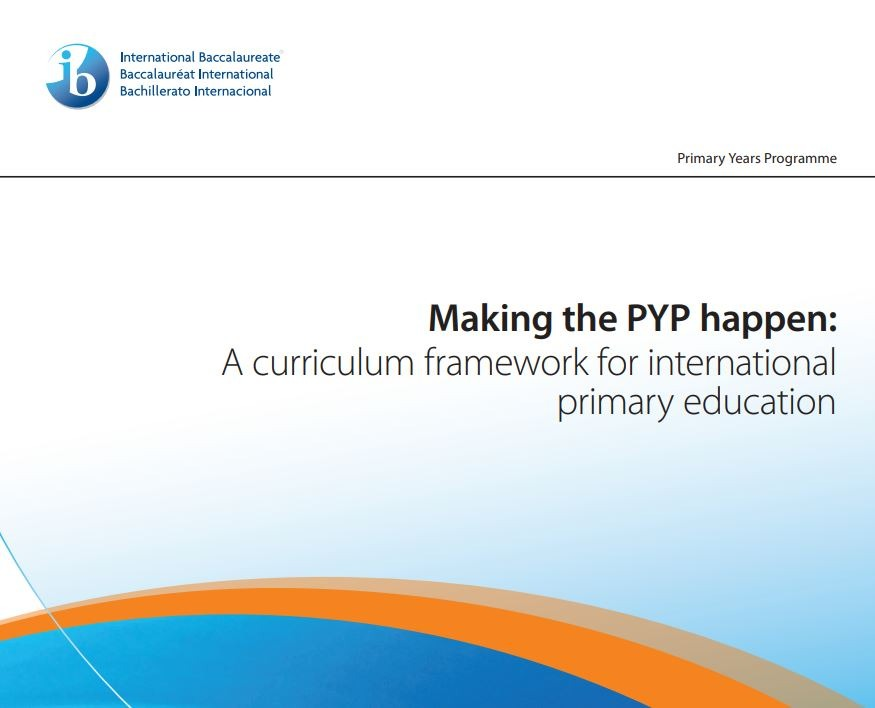 ib
International Baccalaureate®
Baccalauréat International
Bachillerato Internacional
Primary Years Programme
Making the PYP happen:
A curriculum framework for international
primary education